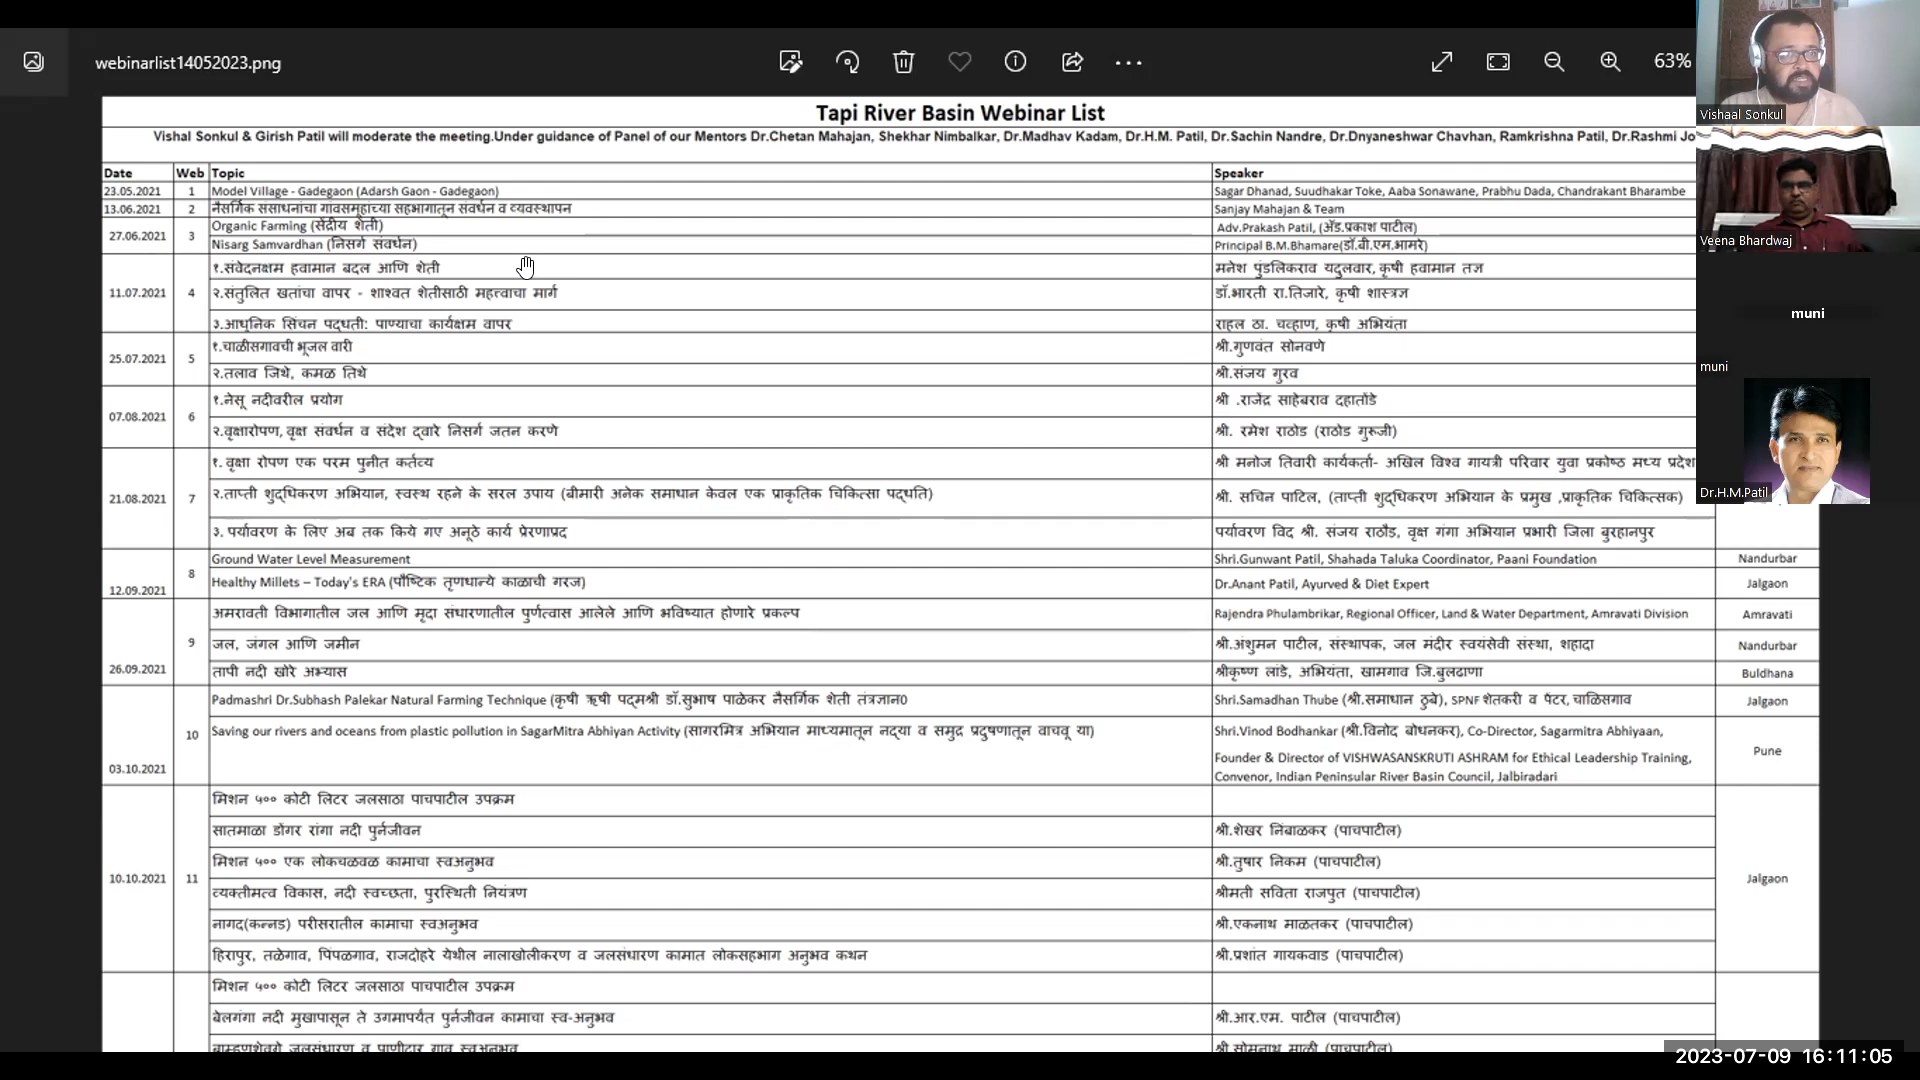 webinarlist14052023.png
63%
Tapi River Basin Webinar List
Vishal Sonkul & Girish Patil will moderate the meeting.Under guidance of Panel of our Mentors Dr.Chetan Mahajan, Shekhar Nimbalkar, Dr.Madhav Kadam, Dr.H.M. Patil, Dr.Sachin Nandre, Dr.Dnyaneshwar Chavhan, Ramkrishna Patil, Dr.Rashmi Jo
Date Web Topic Speaker
23.05.2021 1 Model Village - Gadegaon (Adarsh Gaon - Gadegaon) Sagar Dhanad, Suudhakar Toke, Aaba Sonawane, Prabhu Dada, Chandrakant Bharambe
13.06.2021 2 नैसर्गिक संसाधनांचा गावसमूहांच्या सहभागातून संवर्धन व व्यवस्थापन Sanjay Mahajan & Team
27.06.2021 3 Organic Farming (सेंद्रीय शेती) Adv.Prakash Patil, (ॲड.प्रकाश पाटील)
Nisarg Samvardhan (निसर्ग संवर्धन) Principal B.M.Bhamare(डॉ.बी.एम.भामरे)
११.संवेदनक्षम हवामान बदल आणि शेती मनेश पुंडलिकराव यदुलवार, कृषी हवामान तज्ञ
11.07.2021 4 २.संतुलित खतांचा वापर - शाश्वत शेतीसाठी महत्त्वाचा मार्ग डॉ.भारती रा.तिजारे, कृषी शास्त्रज्ञ
३.आधुनिक सिंचन पद्धती: पाण्याचा कार्यक्षम वापर राहल ठा. चव्हाण, कृषी अभियंता
25.07.2021 5 १.चाळीसगावची भूजल वारी श्री.गुणवंत सोनवणे
२.तलाव जिथे, कमळ तिथे श्री.संजय गुरव
07.08.2021 6 १.नेसू नदीवरील प्रयोग श्री .राजेंद्र साहेबराव दहातोंडे
२.वृक्षारोपण, वृक्ष संवर्धन व संदेश द्वारे निसर्ग जतन करणे श्री. रमेश राठोड (राठोड गुरूजी)
१. वृक्षा रोपण एक परम पुनीत कर्तव्य श्री मनोज तिवारी कार्यकर्ता- अखिल विश्व गायत्री परिवार युवा प्रकोष्ठ मध्य प्रदेश
21.08.2021 7 २.ताप्ती शुद्धिकरण अभियान, स्वस्थ रहने के सरल उपाय (बीमारी अनेक समाधान केवल एक प्राकृतिक चिकित्सा पद्धति) श्री. सचिन पाटिल, (ताप्ती शुद्धिकरण अभियान के प्रमुख ,प्राकृतिक चिकित्सक)
३. पर्यावरण के लिए अब तक किये गए अनूठे कार्य प्रेरणाप्रद पर्यावरण विद श्री. संजय राठौड, वृक्ष गंगा अभियान प्रभारी जिला बुरहानपुर
12.09.2021 8 Ground Water Level Measurement Shri.Gunwant Patil, Shahada Taluka Coordinator, Paani Foundation Nandurbar
Healthy Millets – Today's ERA (पौष्टिक तृणधान्ये काळाची गरज) Dr.Anant Patil, Ayurved & Diet Expert Jalgaon
अमरावती विभागातील जल आणि मृदा संधारणातील पुर्णत्वास आलेले आणि भविष्यात होणारे प्रकल्प Rajendra Phulambrikar, Regional Officer, Land & Water Department, Amravati Division Amravati
26.09.2021 9 जल, जंगल आणि जमीन श्री.अंशुमन पाटील, संस्थापक, जल मंदीर स्वयंसेवी संस्था, शहादा Nandurbar
तापी नदी खोरे अभ्यास श्रीकृष्ण लांडे, अभियंता, खामगाव जि.बुलढाणा Buldhana
Padmashri Dr.Subhash Palekar Natural Farming Technique (कृषी ऋषी पद्मश्री डॉ.सुभाष पाळेकर नैसर्गिक शेती तंत्रज्ञान0 Shri.Samadhan Thube (श्री.समाधान ठुबे), SPNF शेतकरी व पेंटर, चाळिसगाव Jalgaon
03.10.2021 10 Saving our rivers and oceans from plastic pollution in SagarMitra Abhiyan Activity (सागरमित्र अभियान माध्यमातून नद्या व समुद्र प्रदुषणातून वाचवू या) Shri.Vinod Bodhankar (श्री.विनोद बोधनकर), Co-Director, Sagarmitra Abhiyaan,
Founder & Director of VISHWASANSKRUTI ASHRAM for Ethical Leadership Training,
Convenor, Indian Peninsular River Basin Council, Jalbiradari Pune
मिशन ५०० कोटी लिटर जलसाठा पाचपाटील उपक्रम
सातमाळा डोंगर रांगा नदी पुर्नजीवन श्री.शेखर निंबाळकर (पाचपाटील)
मिशन ५०० एक लोकचळवळ कामाचा स्वअनुभव श्री.तुषार निकम (पाचपाटील)
10.10.2021 11 व्यक्तीमत्व विकास, नदी स्वच्छता, पुरस्थिती नियंत्रण श्रीमती सविता राजपुत (पाचपाटील) Jalgaon
नागद(कन्नड) परीसरातील कामाचा स्वअनुभव श्री.एकनाथ माळतकर (पाचपाटील)
हिरापुर, तळेगाव, पिंपळगाव, राजदेहरे येथील नालाखोलीकरण व जलसंधारण कामात लोकसहभाग अनुभव कथन श्री.प्रशांत गायकवाड (पाचपाटील)
मिशन ५०० कोटी लिटर जलसाठा पाचपाटील उपक्रम
बेलगंगा नदी मुखापासून ते उगमापर्यंत पुर्नजीवन कामाचा स्व-अनुभव श्री.आर.एम. पाटील (पाचपाटील)
ब्राम्हणशेवगे जलसंधारण व पाणीदार गाव स्वअनुभव श्री.सोमनाथ माळी (पाचपाटील)
Vishaal Sonkul
Veena Bhardwaj
muni
muni
Dr.H.M.Patil
2023-07-09 16:11:05